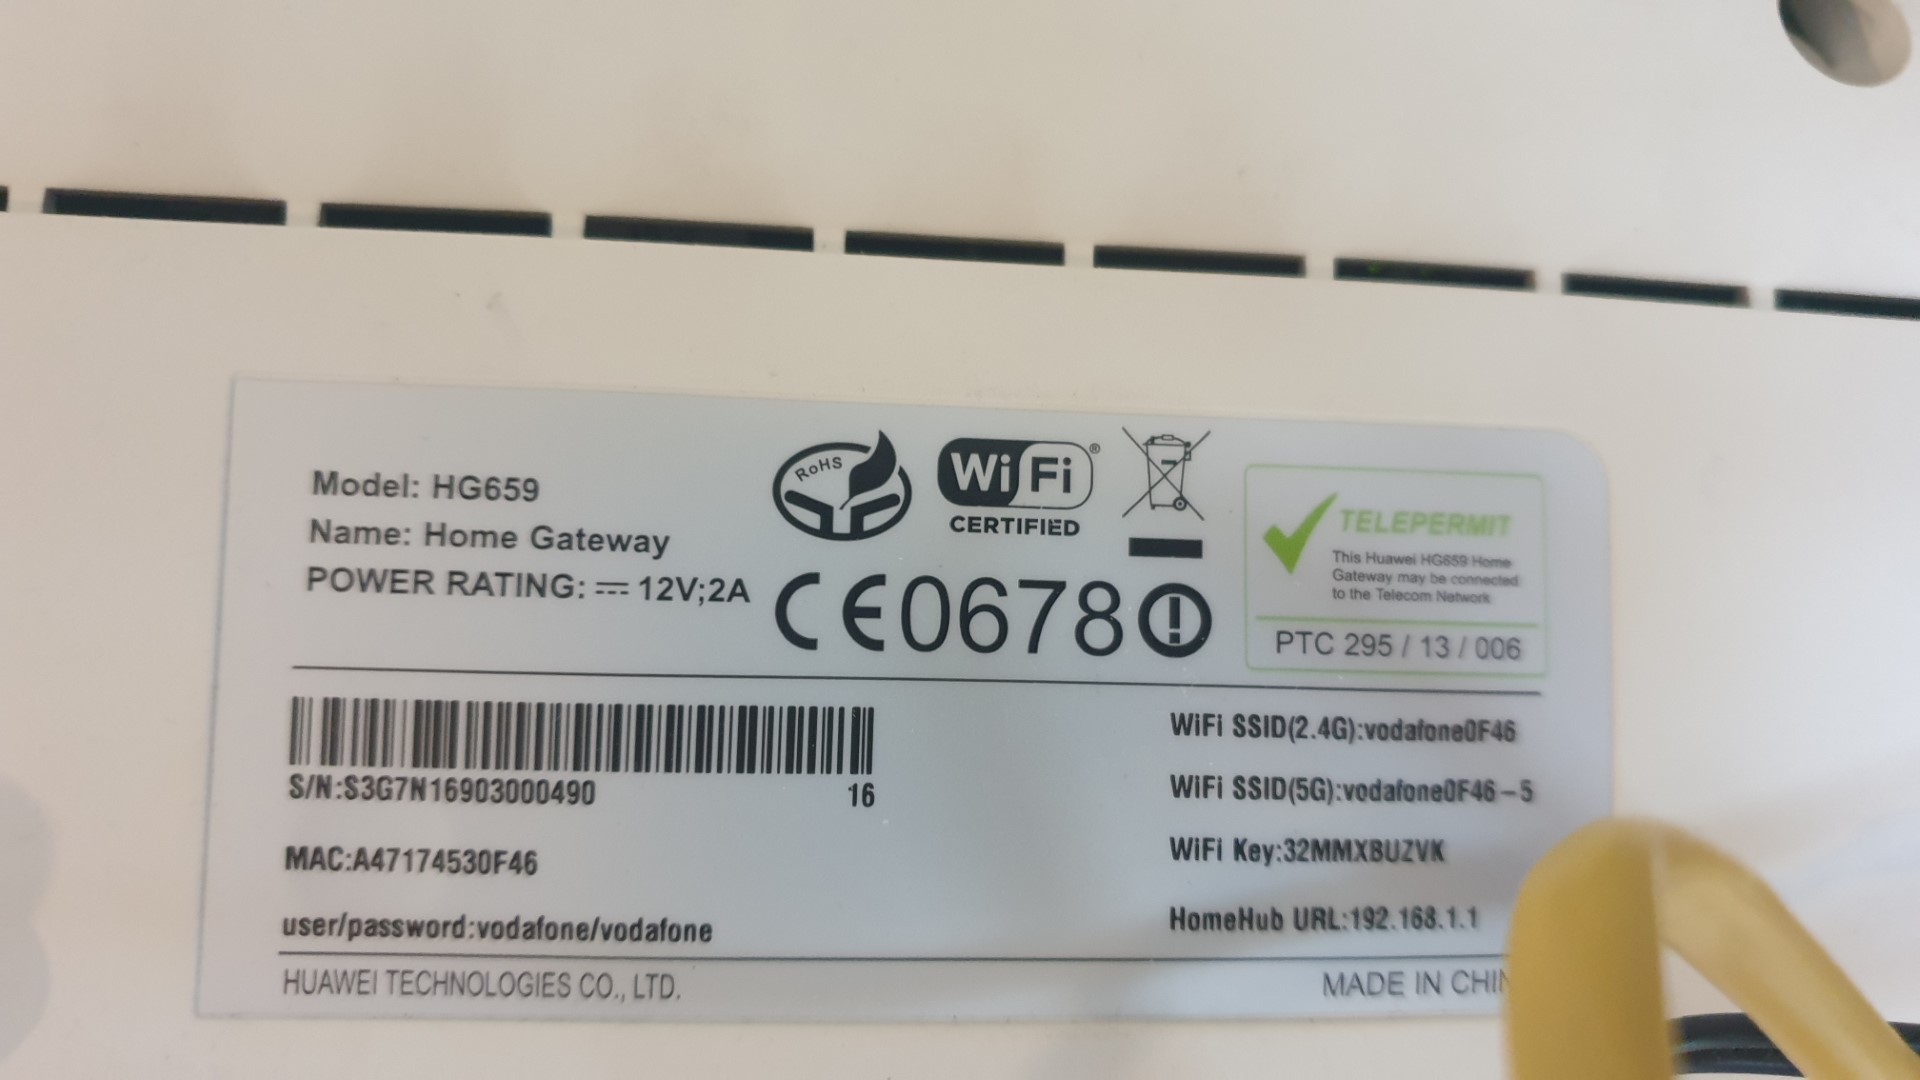 Model: HG659
Name: Home Gateway
POWER RATING: ⎓ 12V;2A
RoHS
WiFi®
CERTIFIED
CE0678
TELEPERMIT
This Huawei HG659 Home
Gateway may be connected
to the Telecom Network
PTC 295 / 13 / 006
S/N:S3G7N16903000490 16
MAC:A47174530F46
user/password:vodafone/vodafone
WiFi SSID(2.4G):vodafone0F46
WiFi SSID(5G):vodafone0F46-5
WiFi Key:32MMXBUZVK
HomeHub URL:192.168.1.1
HUAWEI TECHNOLOGIES CO., LTD.
MADE IN